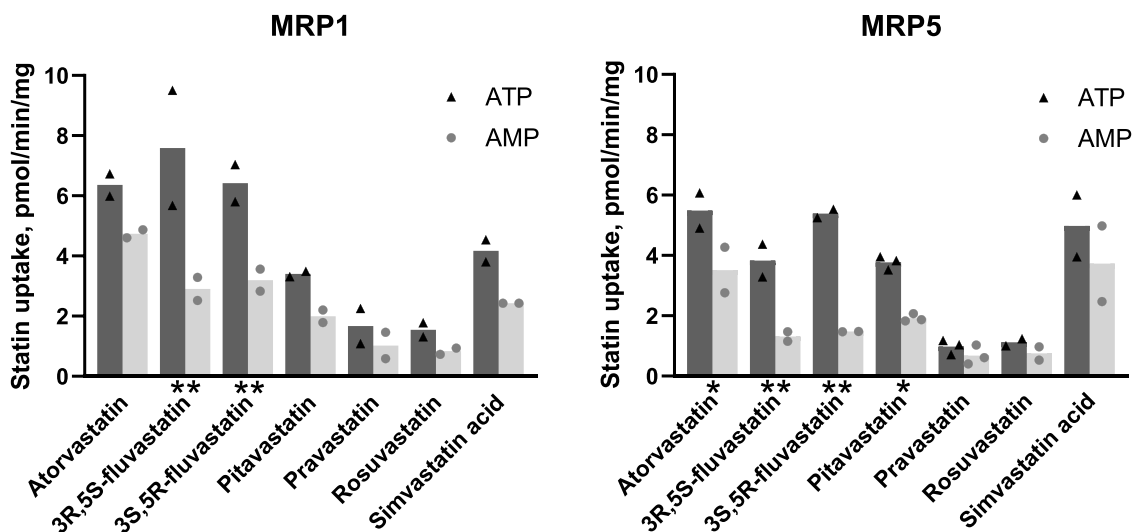 MRP1
Statin uptake, pmol/min/mg
10
8
6
4
2
0
ATP
AMP
Atorvastatin
3R,5S-fluvastatin**
3S,5R-fluvastatin**
Pitavastatin
Pravastatin
Rosuvastatin
Simvastatin acid
MRP5
Statin uptake, pmol/min/mg
10
8
6
4
2
0
ATP
AMP
Atorvastatin*
3R,5S-fluvastatin**
3S,5R-fluvastatin**
Pitavastatin*
Pravastatin
Rosuvastatin
Simvastatin acid